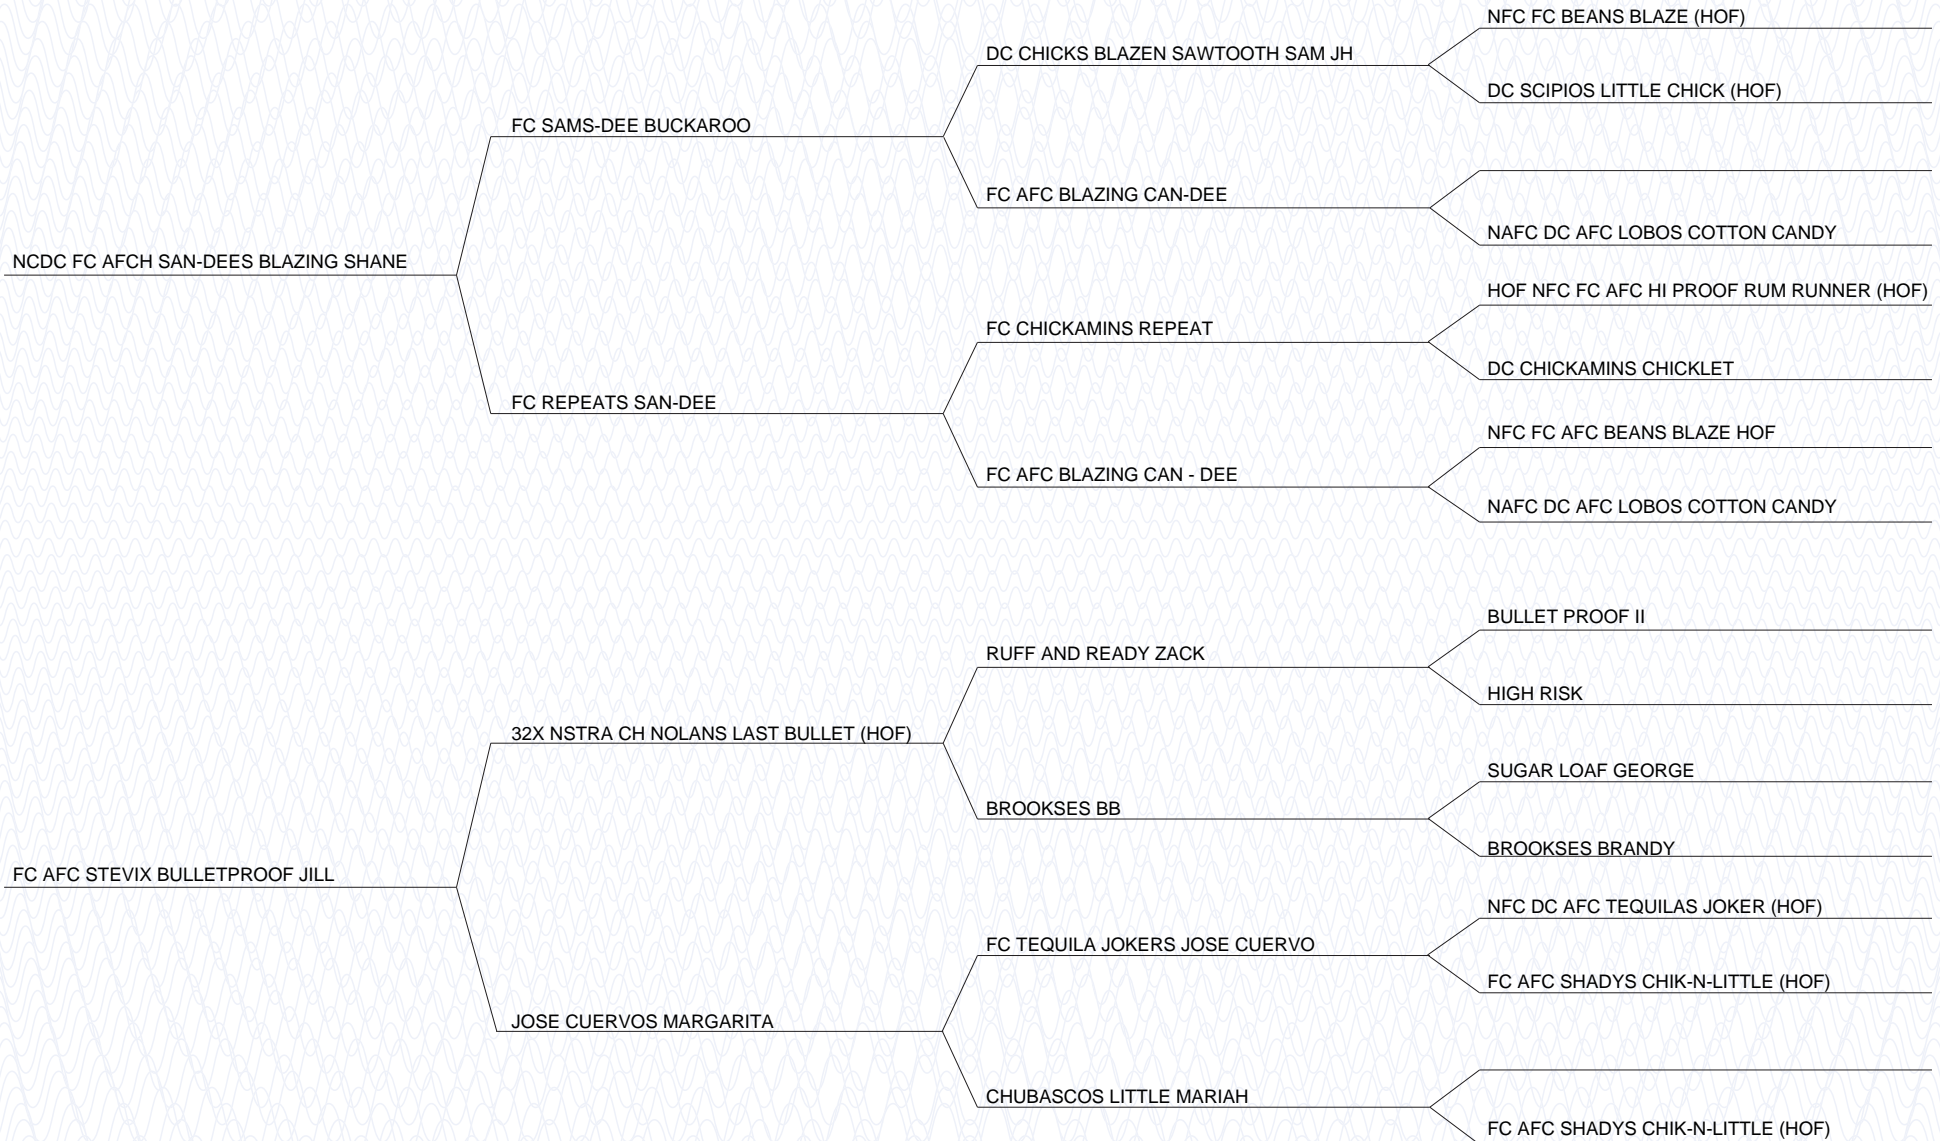 NFC FC BEANS BLAZE (HOF)
DC CHICKS BLAZEN SAWTOOTH SAM JH
DC SCIPIOS LITTLE CHICK (HOF)
FC SAMS-DEE BUCKAROO
FC AFC BLAZING CAN-DEE
NAFC DC AFC LOBOS COTTON CANDY
NCDC FC AFCH SAN-DEES BLAZING SHANE
HOF NFC FC AFC HI PROOF RUM RUNNER (HOF)
FC CHICKAMINS REPEAT
DC CHICKAMINS CHICKLET
FC REPEATS SAN-DEE
NFC FC AFC BEANS BLAZE HOF
FC AFC BLAZING CAN - DEE
NAFC DC AFC LOBOS COTTON CANDY
BULLET PROOF II
RUFF AND READY ZACK
HIGH RISK
32X NSTRA CH NOLANS LAST BULLET (HOF)
SUGAR LOAF GEORGE
BROOKSES BB
BROOKSES BRANDY
FC AFC STEVIX BULLETPROOF JILL
NFC DC AFC TEQUILAS JOKER (HOF)
FC TEQUILA JOKERS JOSE CUERVO
FC AFC SHADYS CHIK-N-LITTLE (HOF)
JOSE CUERVOS MARGARITA
CHUBASCOS LITTLE MARIAH
FC AFC SHADYS CHIK-N-LITTLE (HOF)